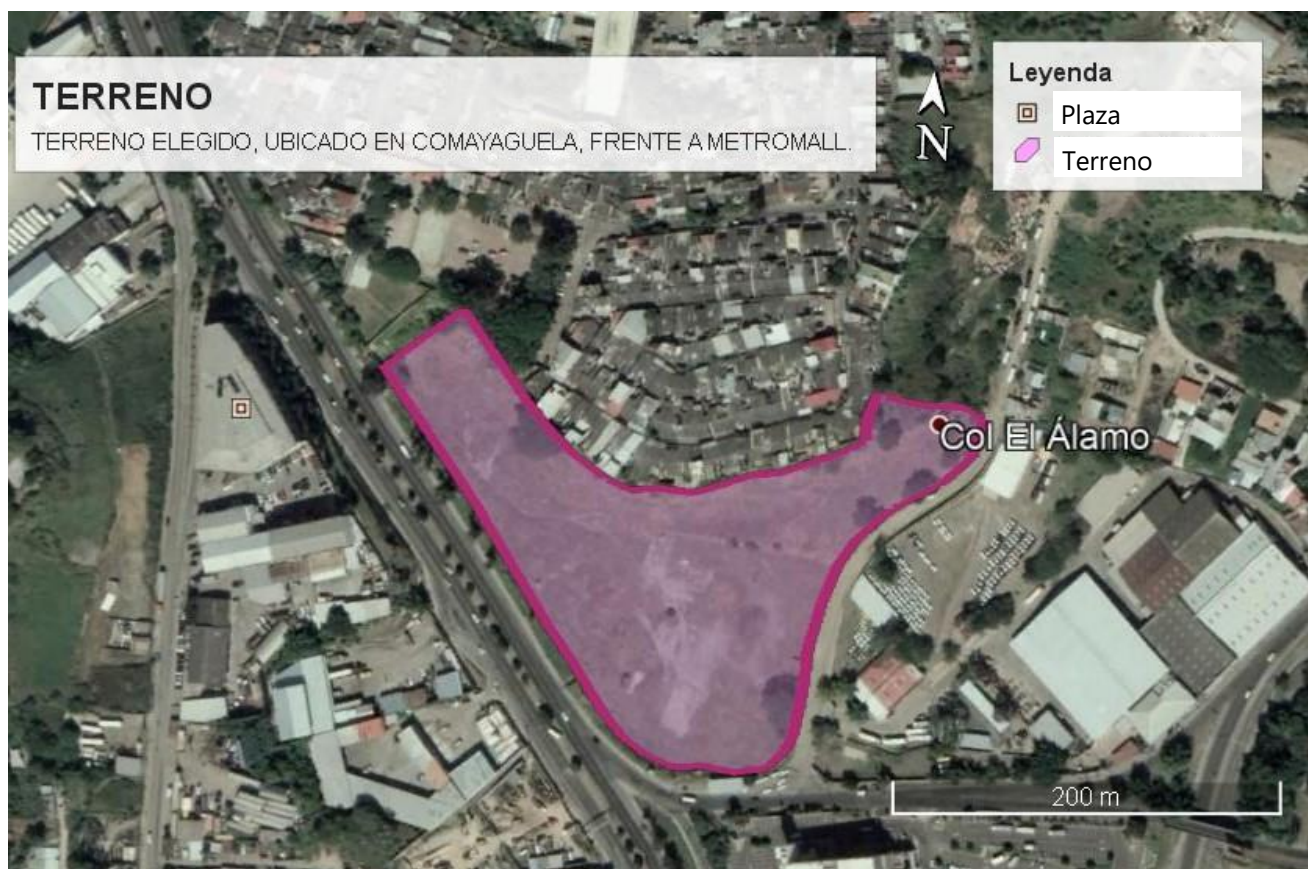 TERRENO
TERRENO ELEGIDO, UBICADO EN COMAYAGUELA, FRENTE A METROMALL.
N
Leyenda
Plaza
Terreno
Col El Álamo
200 m